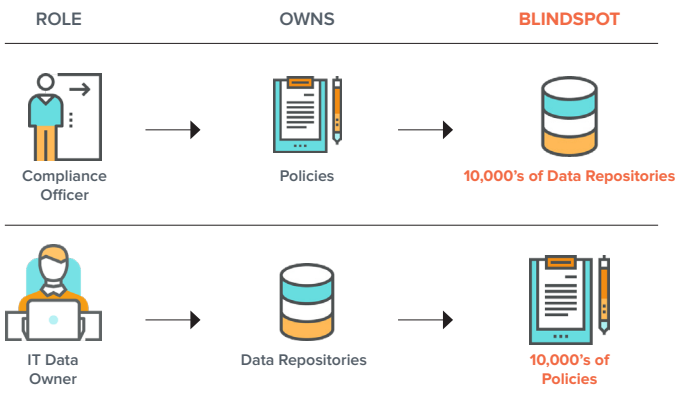 ROLE
OWNS
BLINDSPOT
Compliance
Officer
Policies
10,000’s of Data Repositories
IT Data
Owner
Data Repositories
10,000’s of
Policies